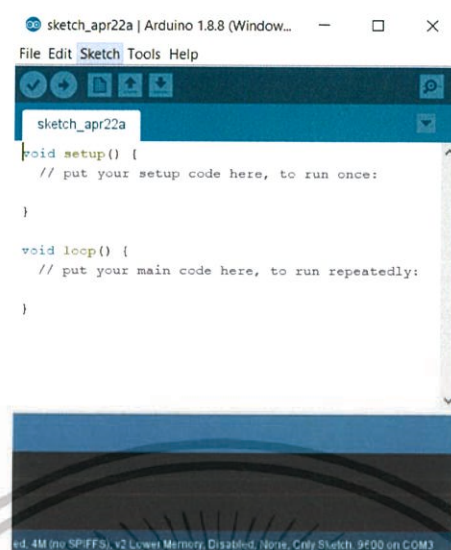 sketch_apr22a | Arduino 1.8.8 (Window...
File Edit Sketch Tools Help
sketch_apr22a
void setup() {
// put your setup code here, to run once:
}
void loop() {
// put your main code here, to run repeatedly:
}
ed, 4M (no SPIFFS), v2 Lower Memory, Disabled, None, Only Sketch, 9600 on COM3